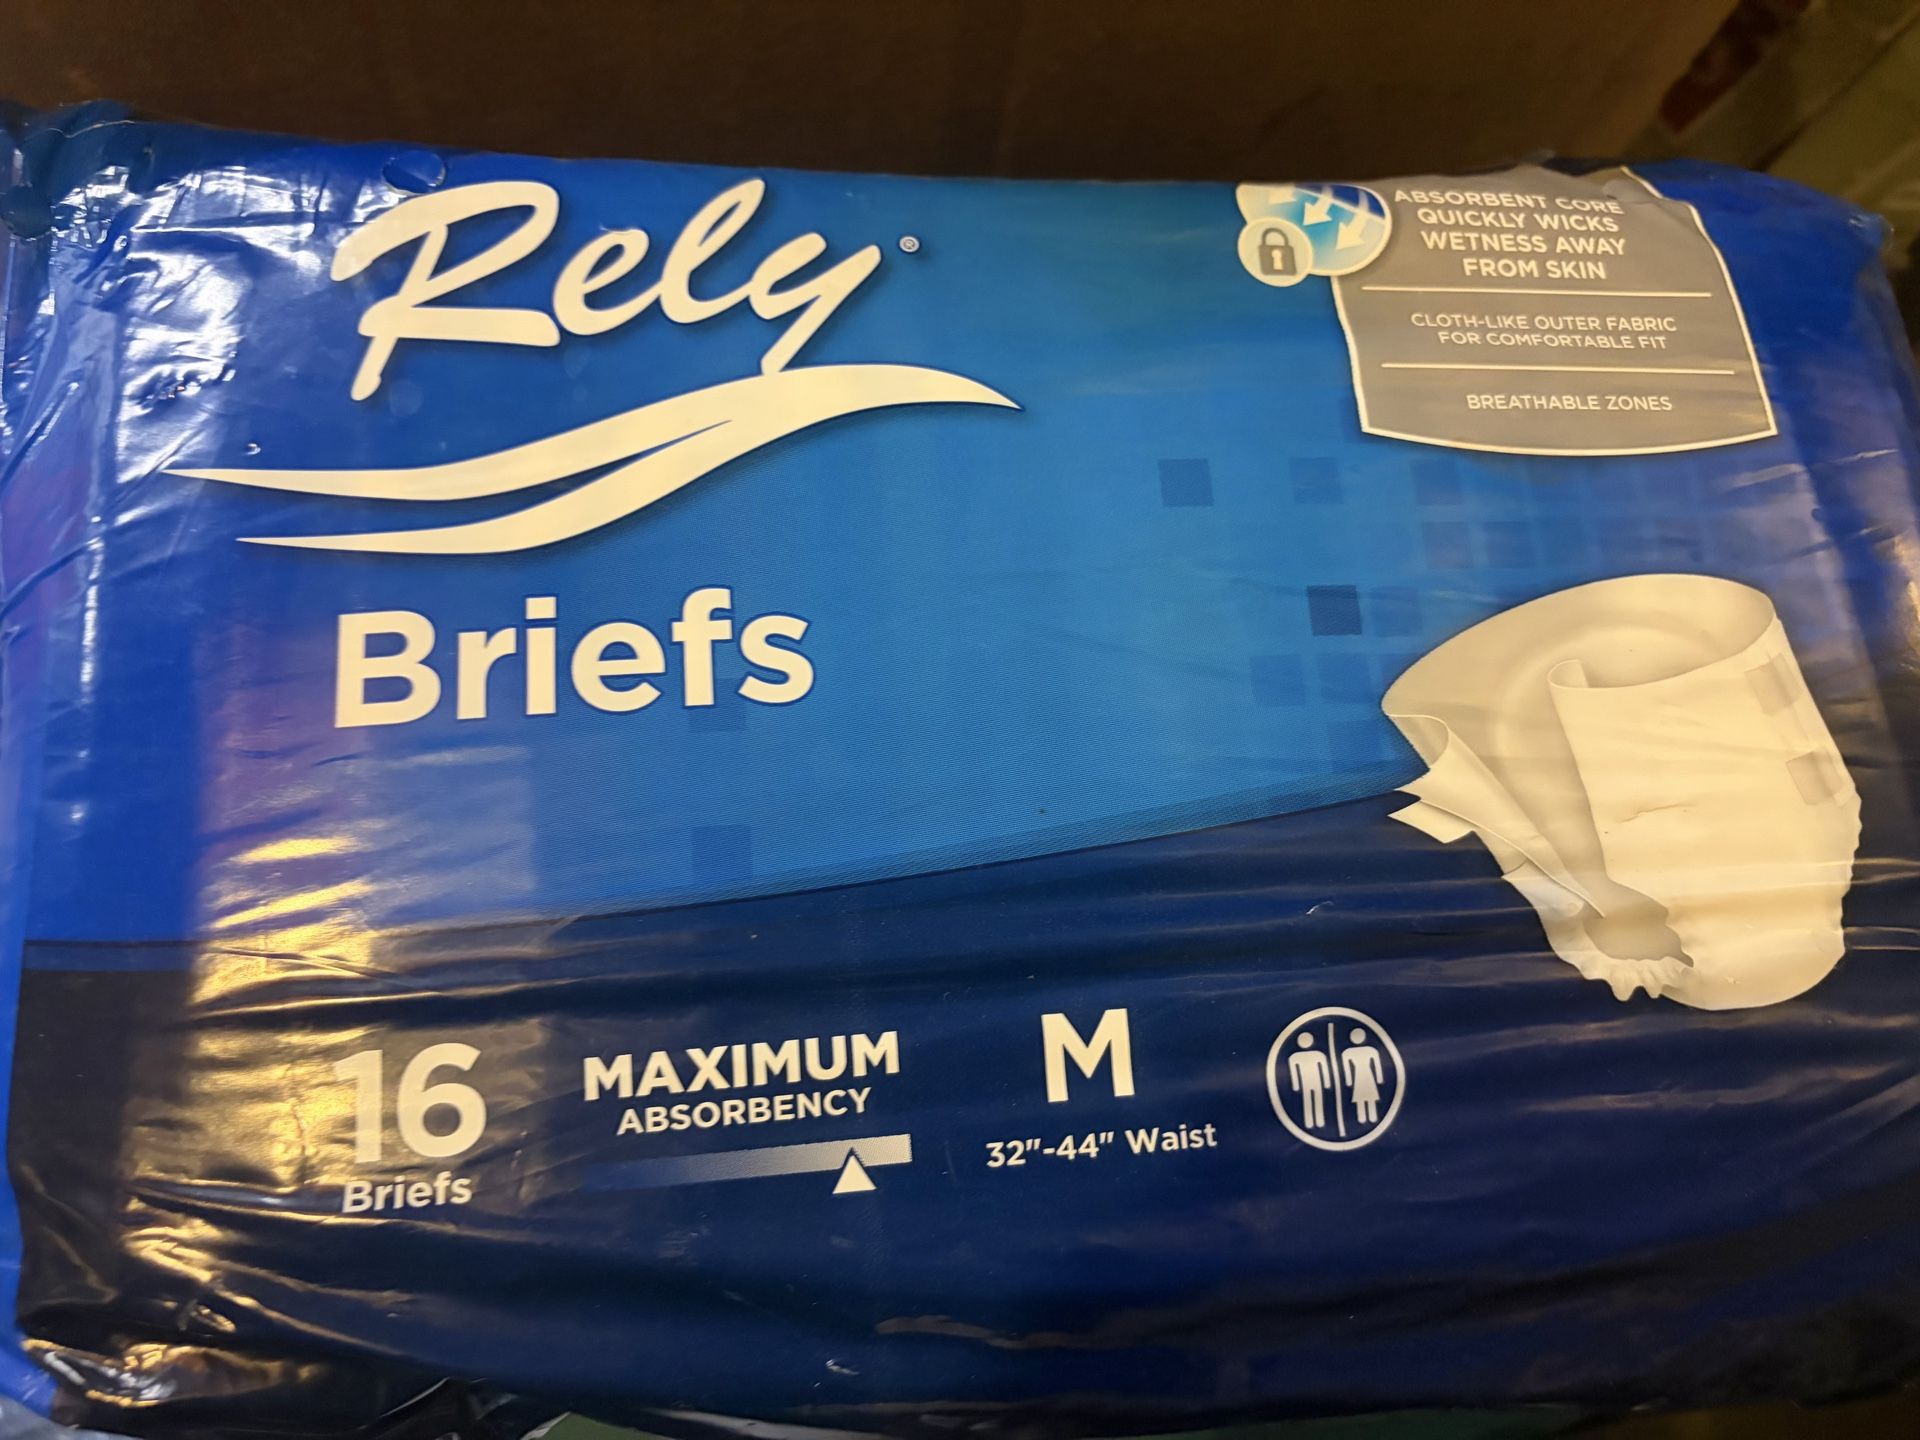 Rely®
ABSORBENT CORE
QUICKLY WICKS
WETNESS AWAY
FROM SKIN
CLOTH-LIKE OUTER FABRIC
FOR COMFORTABLE FIT
BREATHABLE ZONES
Briefs
16
Briefs
MAXIMUM
ABSORBENCY
M
32"-44" Waist